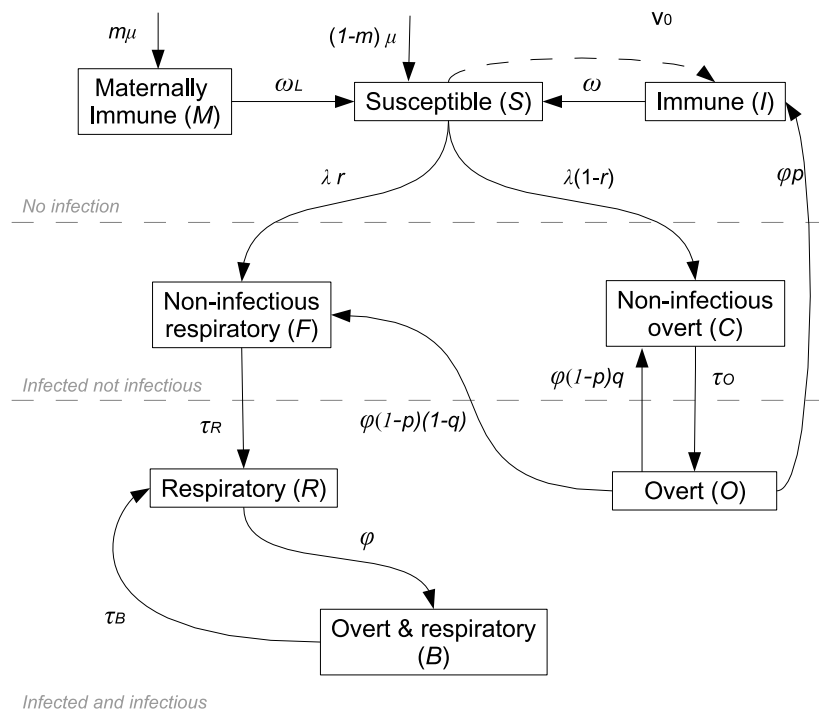 mμ
(1-m) μ
v0
Maternally
Immune (M)
ωL
Susceptible (S)
ω
Immune (I)
λ r
λ(1-r)
φp
No infection
Non-infectious
respiratory (F)
Non-infectious
overt (C)
Infected not infectious
φ(1-p)q
τO
τR
φ(1-p)(1-q)
Respiratory (R)
Overt (O)
φ
τB
Overt & respiratory
(B)
Infected and infectious